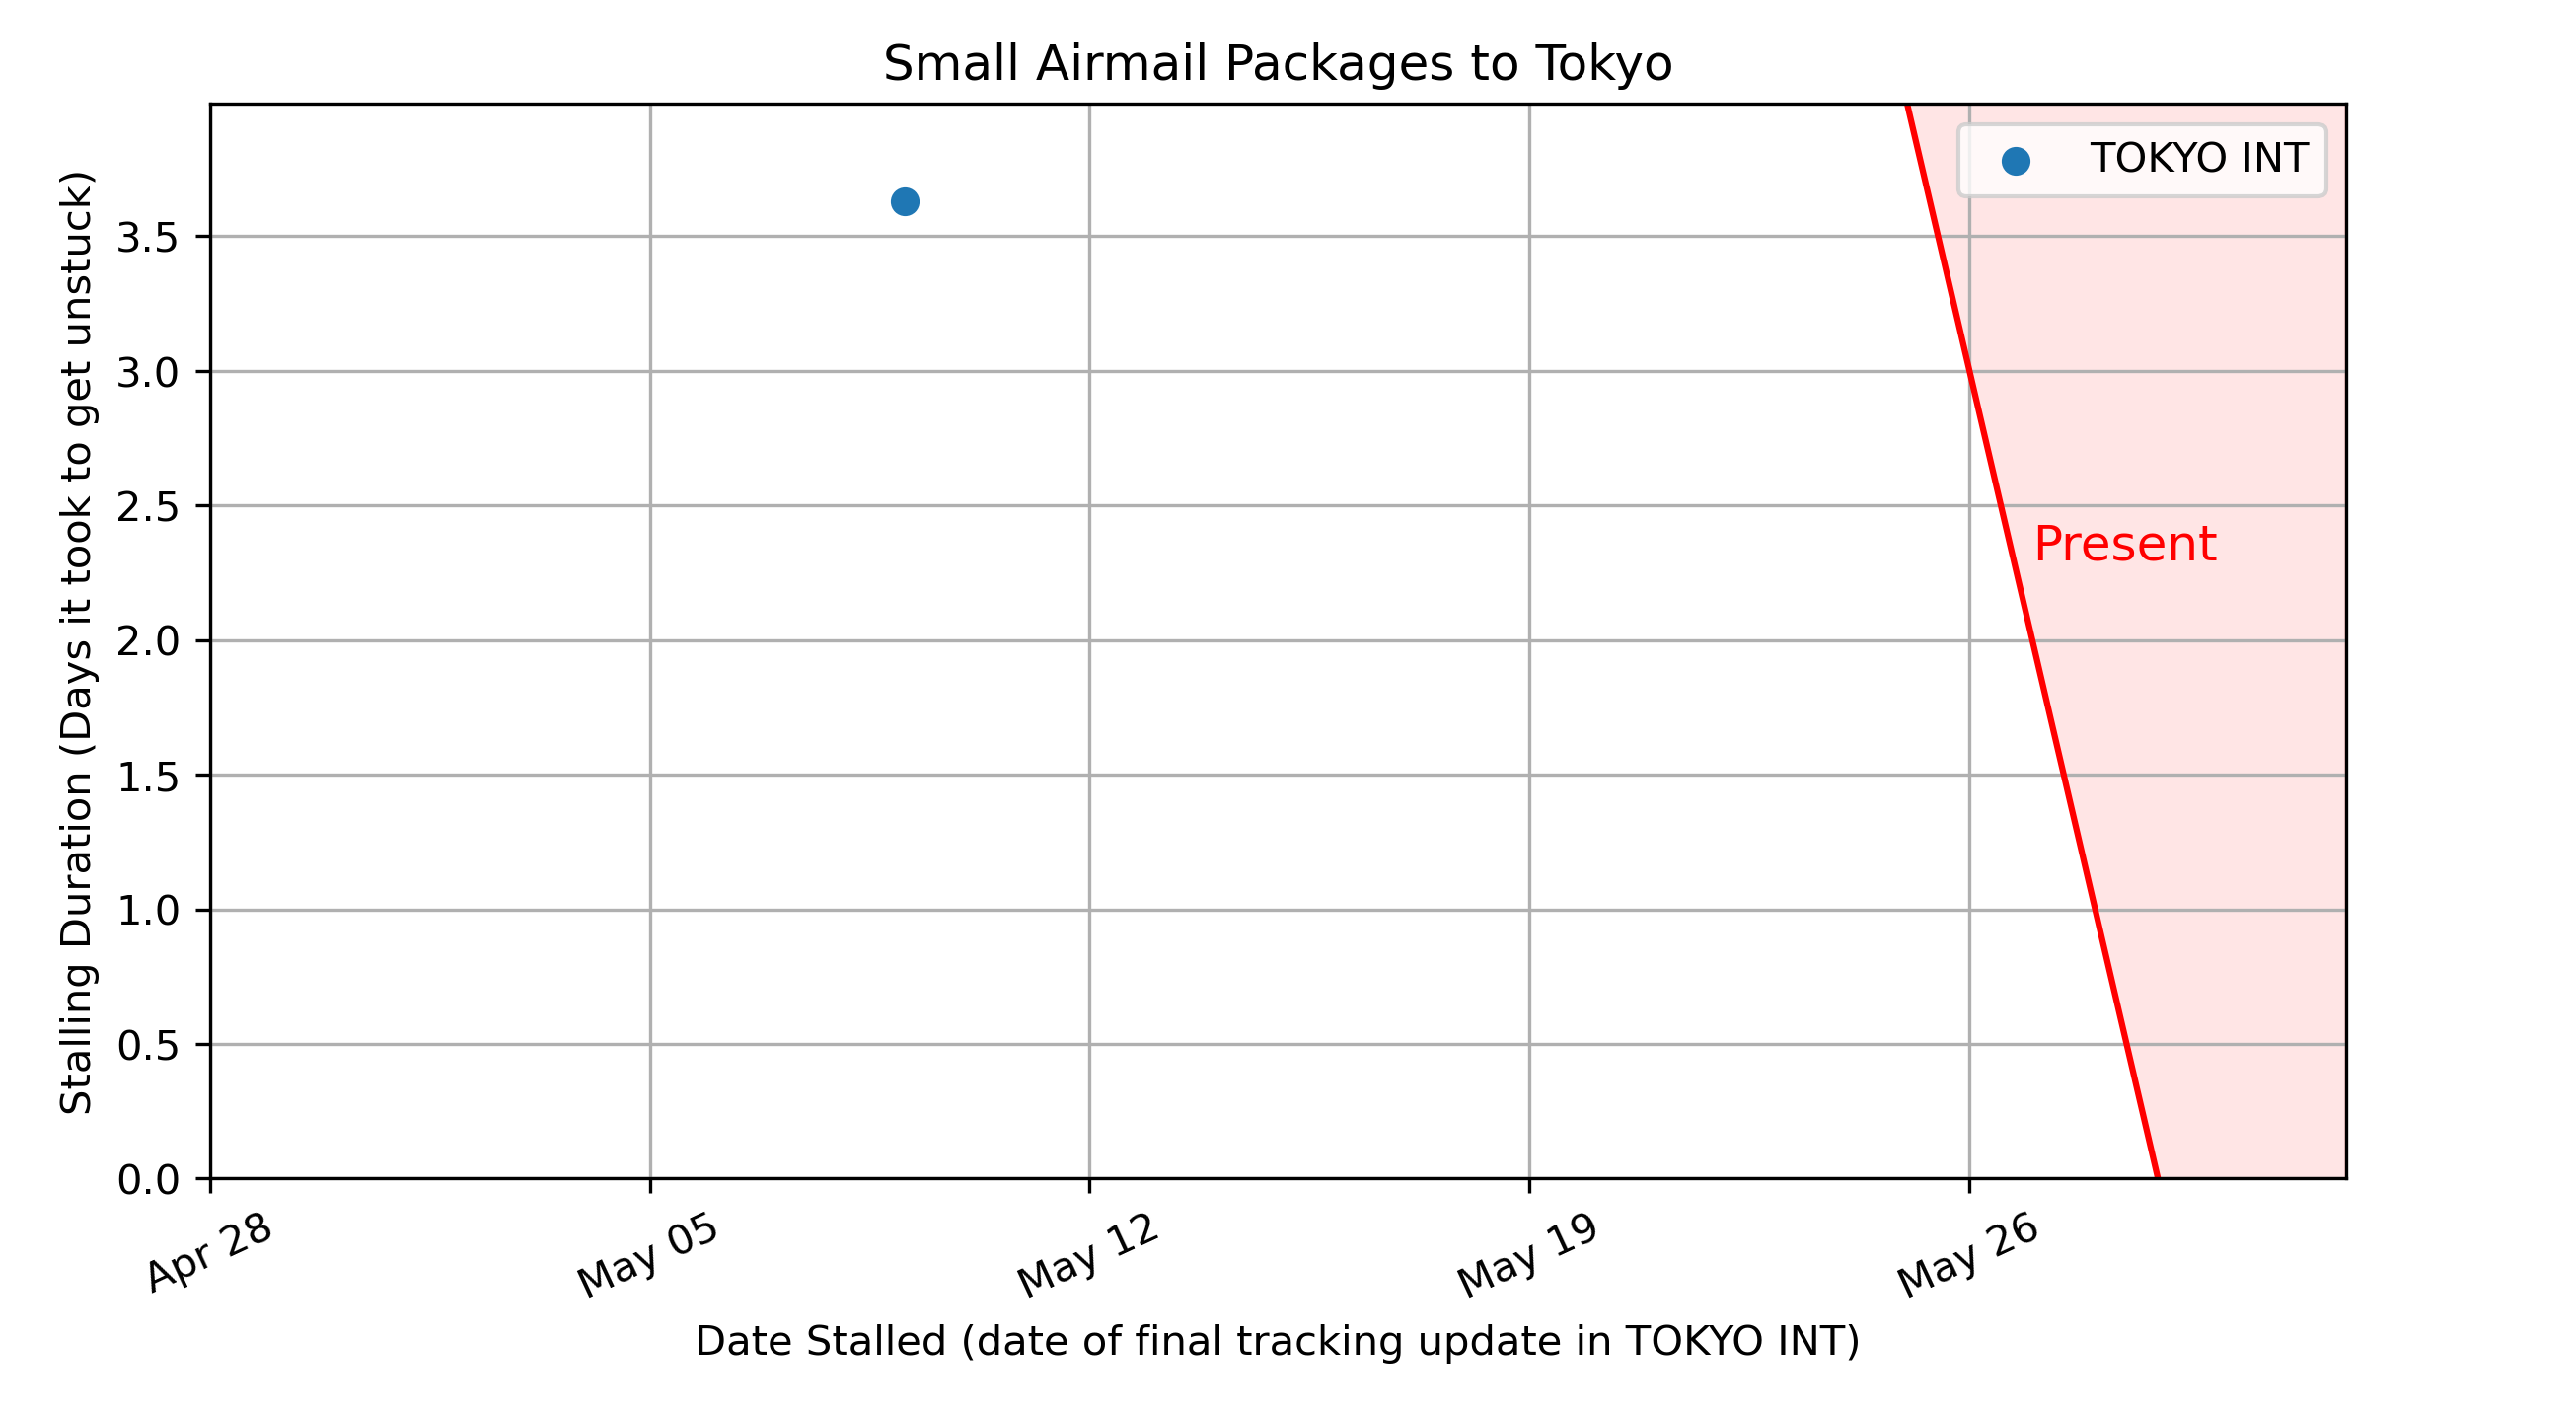 Small Airmail Packages to Tokyo
TOKYO INT
Present
Stalling Duration (Days it took to get unstuck)
3.5
3.0
2.5
2.0
1.5
1.0
0.5
0.0
Apr 28
May 05
May 12
May 19
May 26
Date Stalled (date of final tracking update in TOKYO INT)